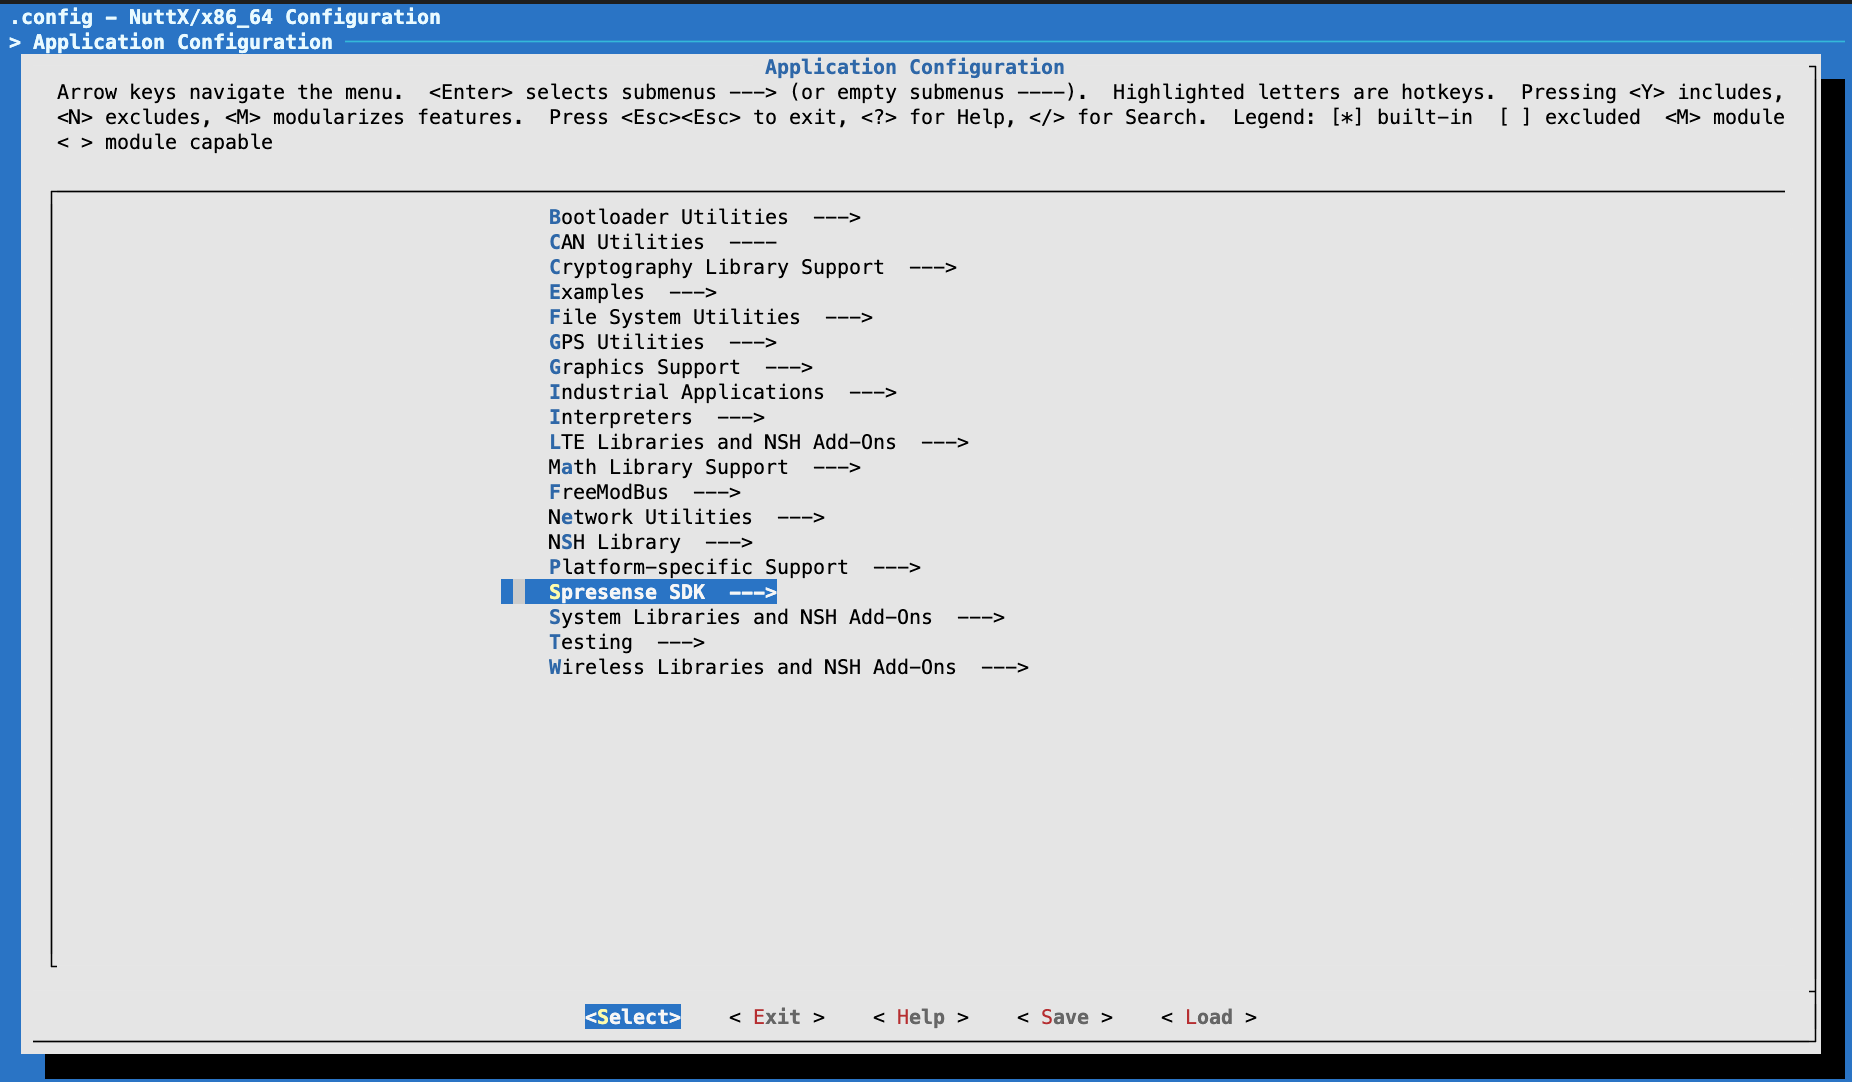 .config - NuttX/x86_64 Configuration
> Application Configuration
Application Configuration
Arrow keys navigate the menu.  <Enter> selects submenus ---> (or empty submenus ----).  Highlighted letters are hotkeys.  Pressing <Y> includes,
<N> excludes, <M> modularizes features.  Press <Esc><Esc> to exit, <?> for Help, </> for Search.  Legend: [*] built-in  [ ] excluded  <M> module
< > module capable
Bootloader Utilities  --->
CAN Utilities  ----
Cryptography Library Support  --->
Examples  --->
File System Utilities  --->
GPS Utilities  --->
Graphics Support  --->
Industrial Applications  --->
Interpreters  --->
LTE Libraries and NSH Add-Ons  --->
Math Library Support  --->
FreeModBus  --->
Network Utilities  --->
NSH Library  --->
Platform-specific Support  --->
Spresense SDK  --->
System Libraries and NSH Add-Ons  --->
Testing  --->
Wireless Libraries and NSH Add-Ons  --->
<Select>    < Exit >    < Help >    < Save >    < Load >